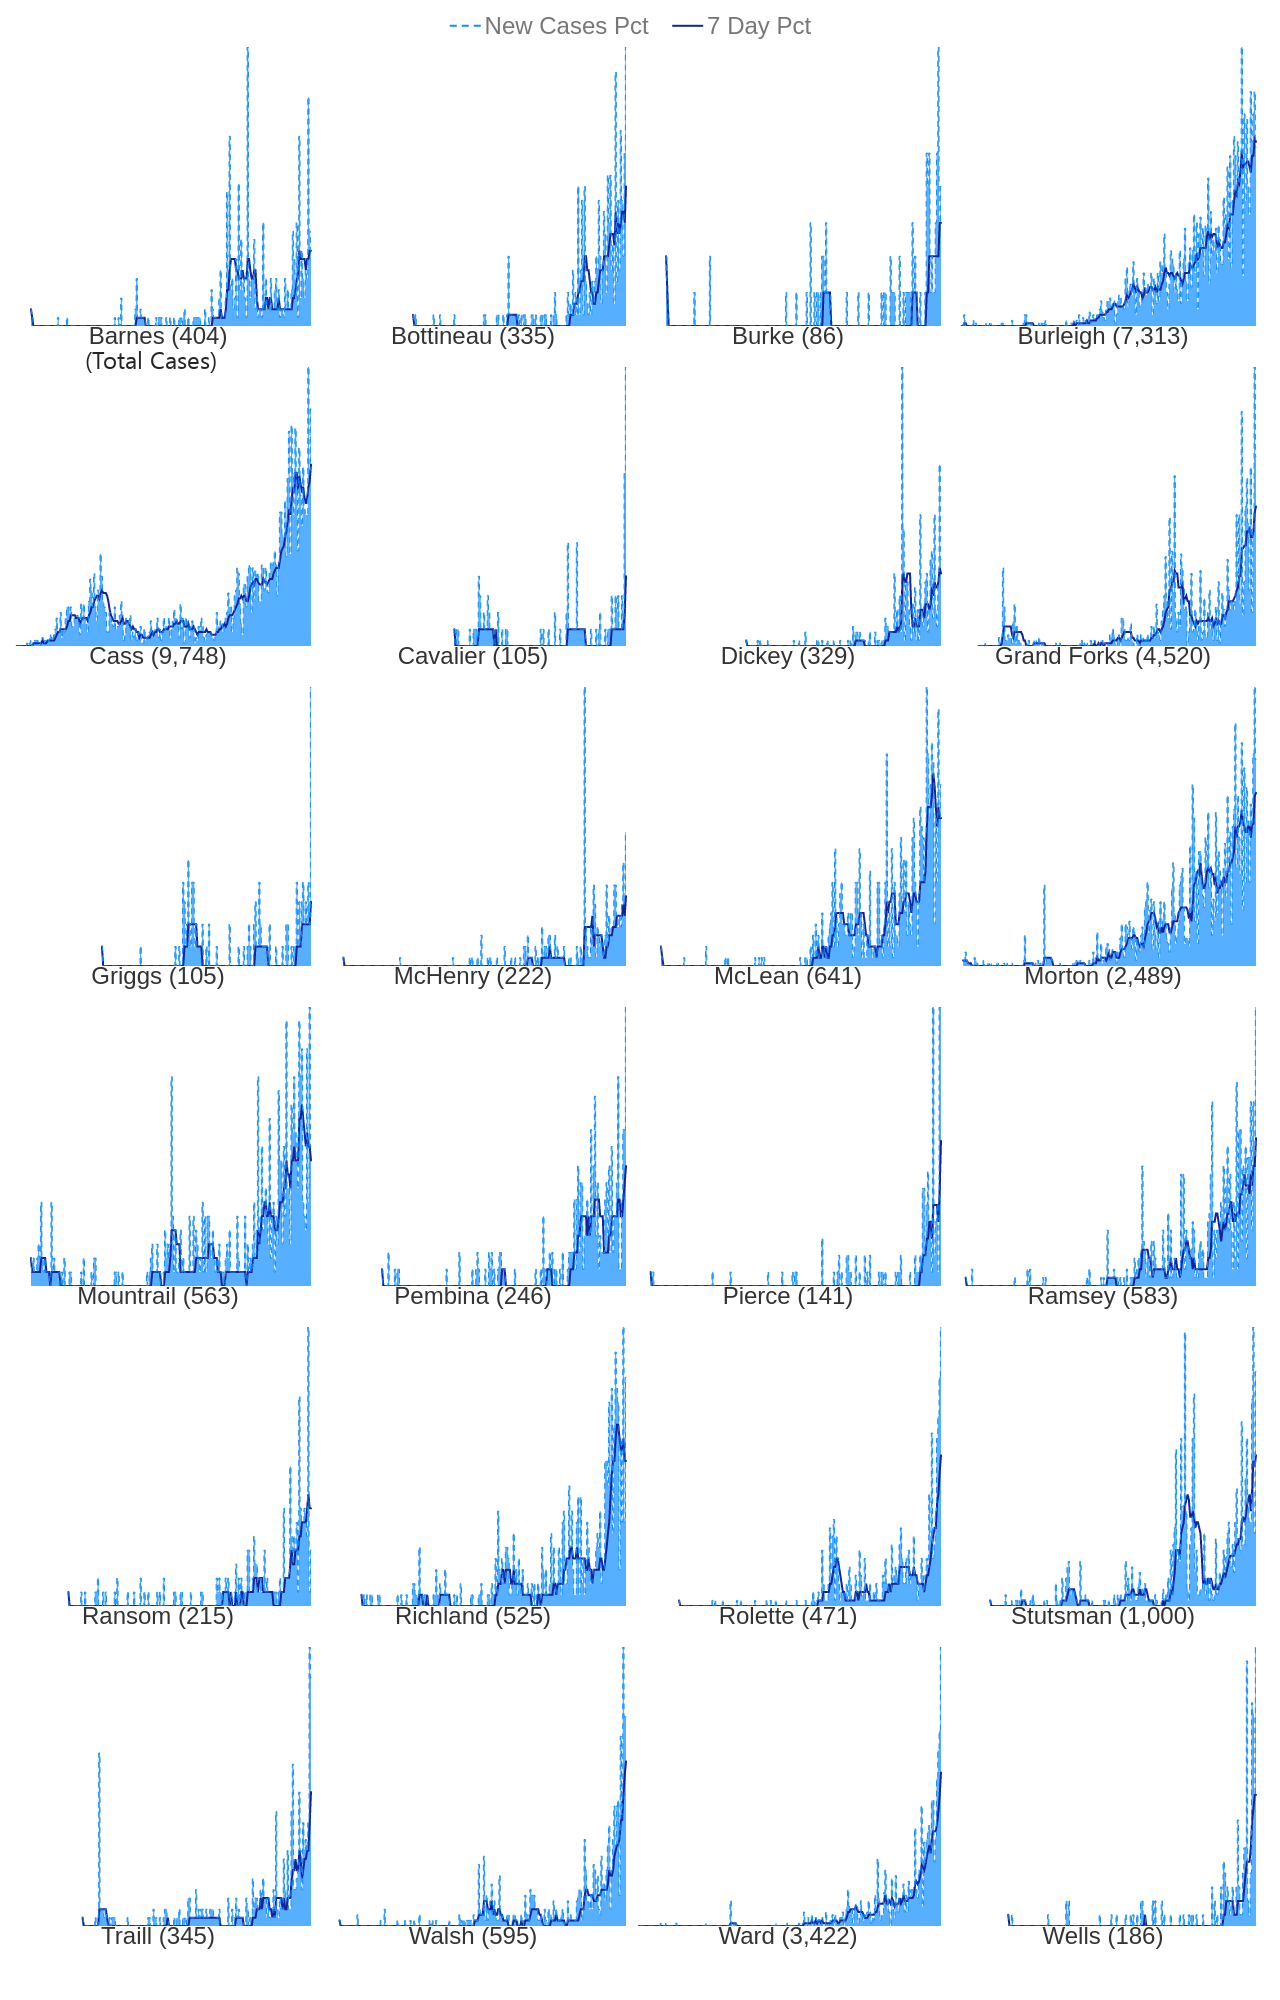 New Cases Pct 7 Day Pct
Barnes (404) Bottineau (335) Burke (86) Burleigh (7,313)
(Total Cases)
Cass (9,748) Cavalier (105) Dickey (329) Grand Forks (4,520)
Griggs (105) McHenry (222) McLean (641) Morton (2,489)
Mountrail (563) Pembina (246) Pierce (141) Ramsey (583)
Ransom (215) Richland (525) Rolette (471) Stutsman (1,000)
Traill (345) Walsh (595) Ward (3,422) Wells (186)